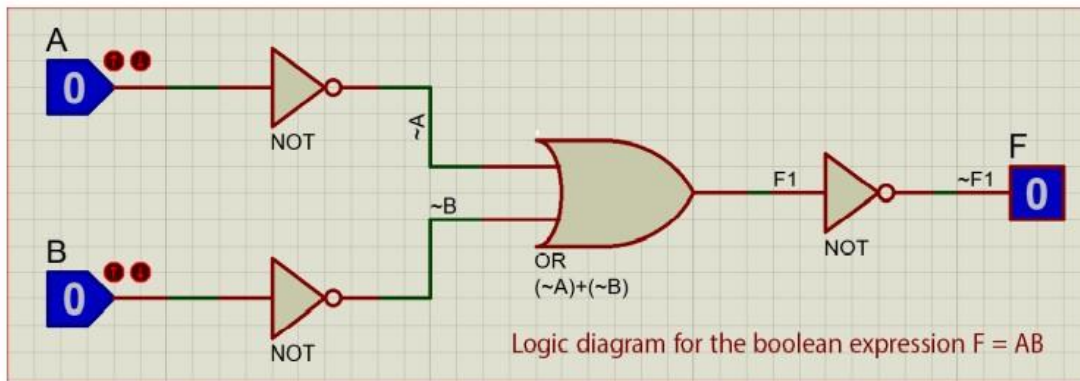 A
0
NOT
~A
~B
B
0
NOT
OR
(~A)+(~B)
F1
NOT
~F1
F
0
Logic diagram for the boolean expression F = AB